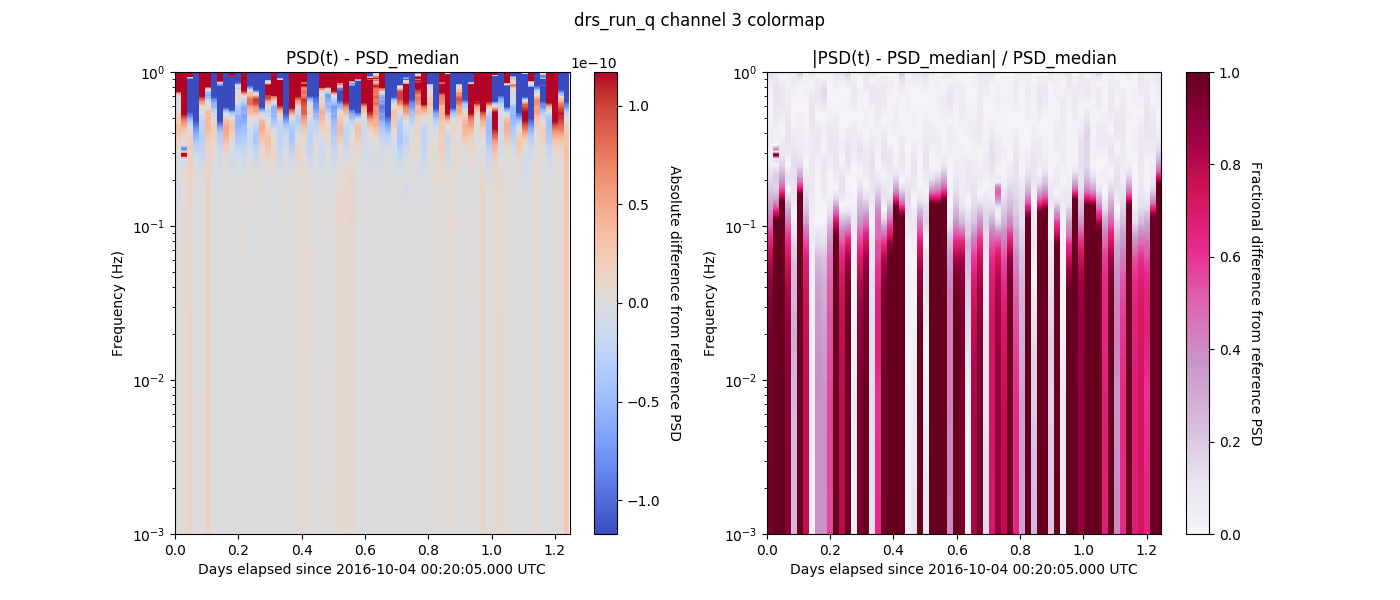 drs_run_q channel 3 colormap
PSD(t) - PSD_median
1e−10
10^0
10^−1
10^−2
10^−3
Frequency (Hz)
0.0 0.2 0.4 0.6 0.8 1.0 1.2
Days elapsed since 2016-10-04 00:20:05.000 UTC
1.0
0.5
0.0
−0.5
−1.0
Absolute difference from reference PSD
|PSD(t) - PSD_median| / PSD_median
10^0
10^−1
10^−2
10^−3
Frequency (Hz)
0.0 0.2 0.4 0.6 0.8 1.0 1.2
Days elapsed since 2016-10-04 00:20:05.000 UTC
1.0
0.8
0.6
0.4
0.2
0.0
Fractional difference from reference PSD